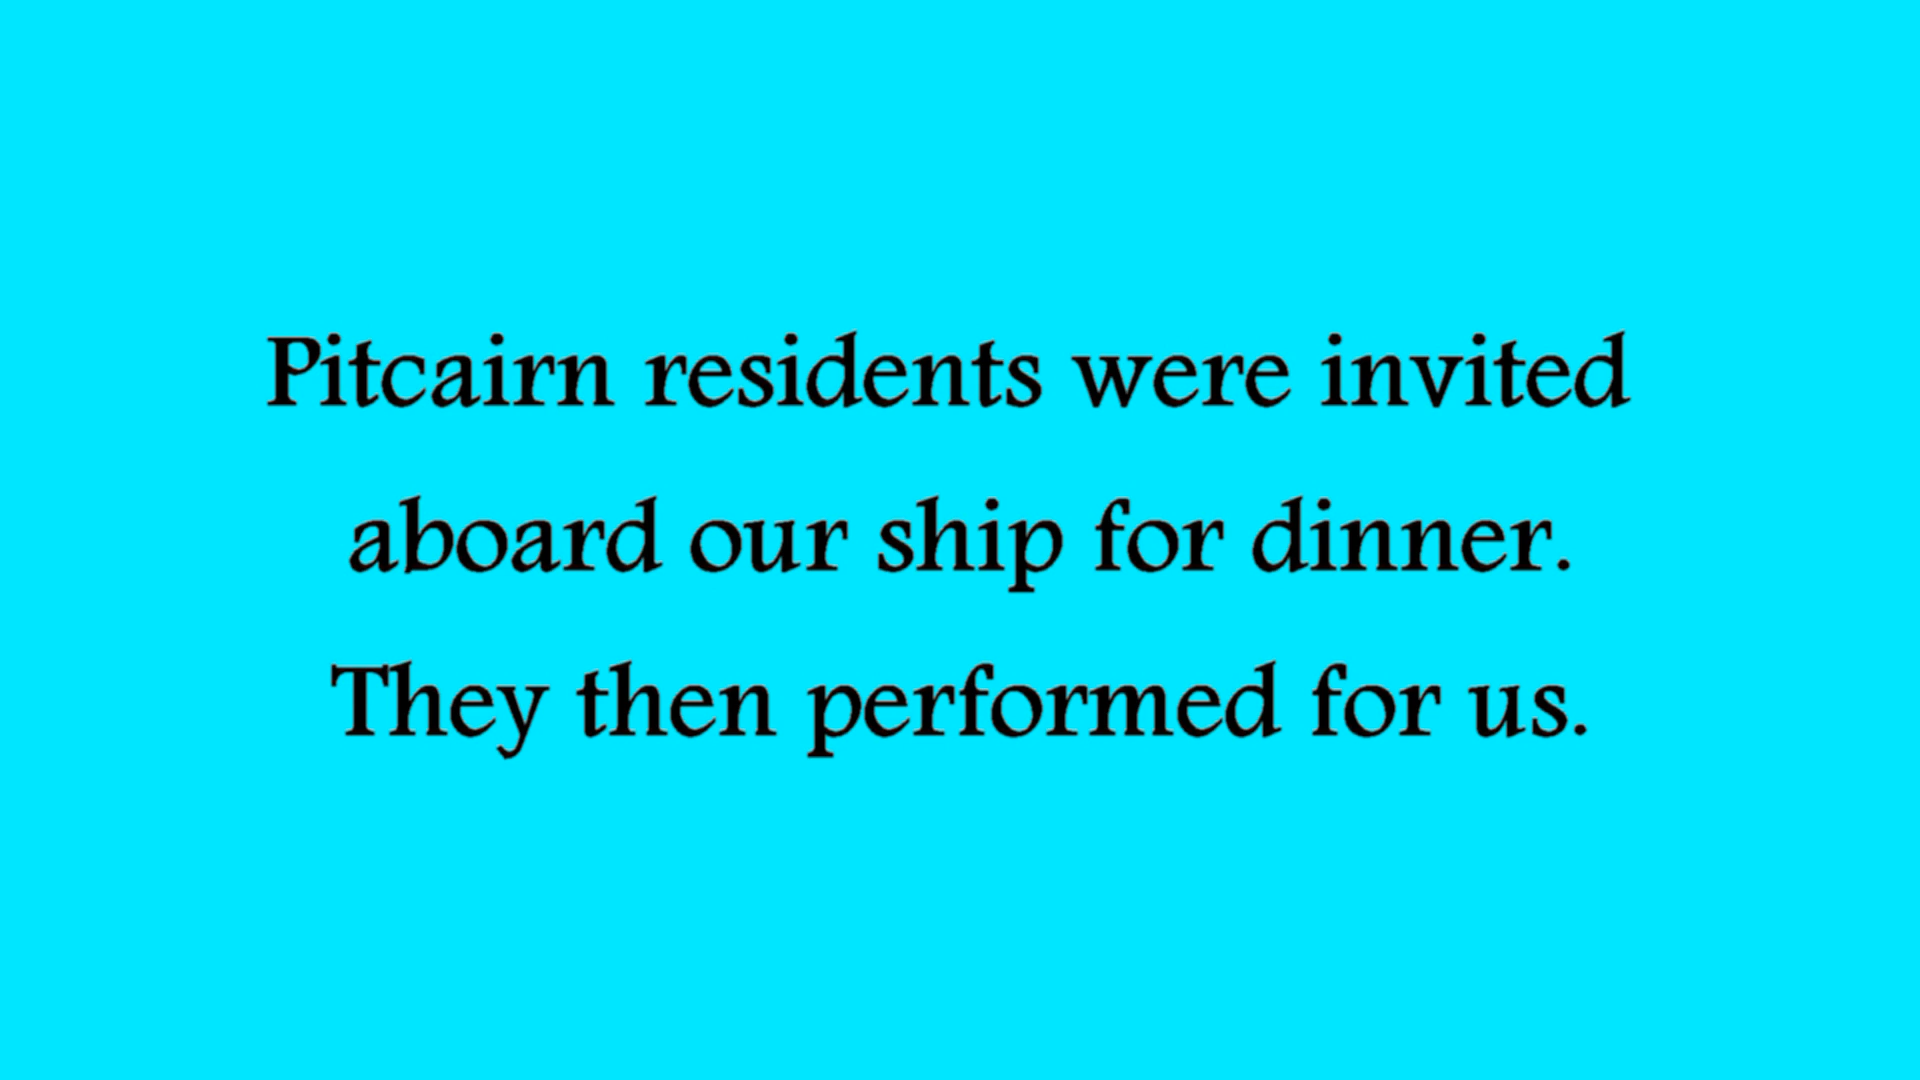 Pitcairn residents were invited
aboard our ship for dinner.
They then performed for us.